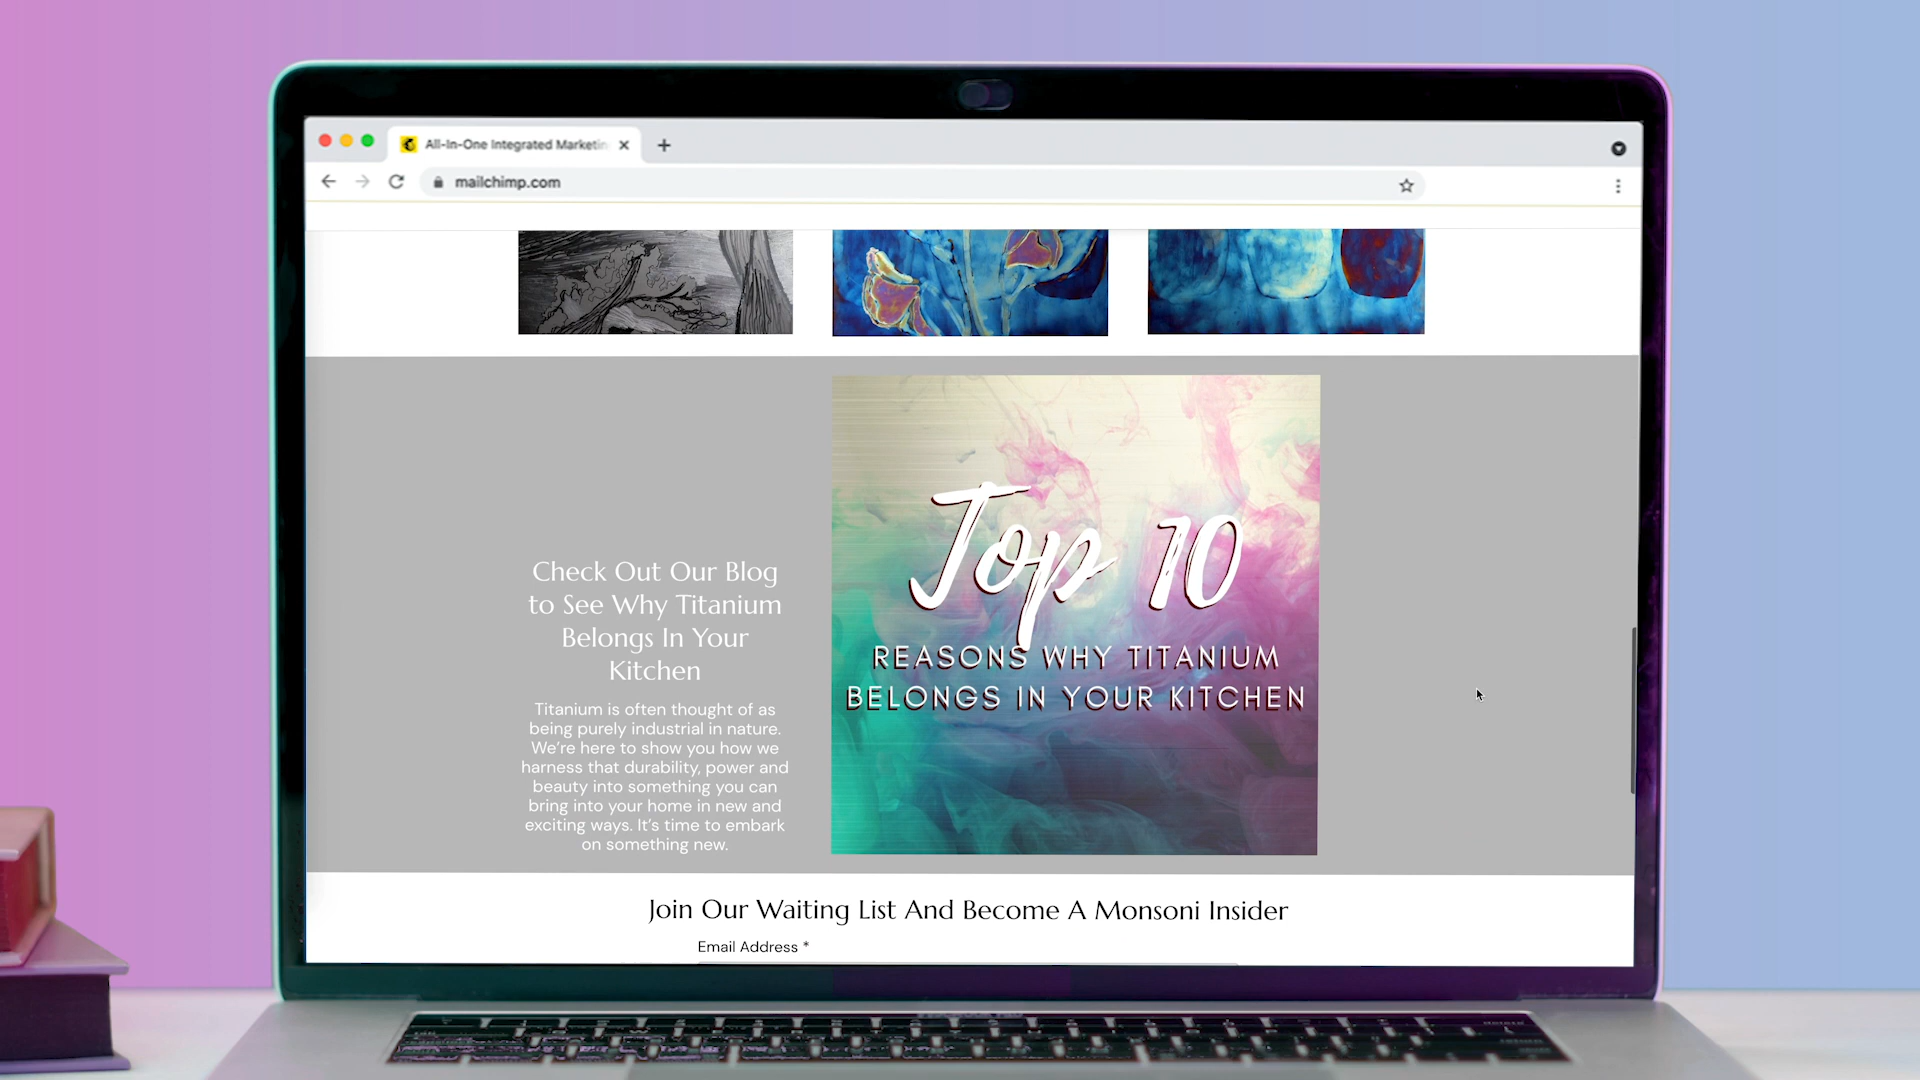 All-In-One Integrated Marketin
mailchimp.com
Check Out Our Blog
to See Why Titanium
Belongs In Your
Kitchen
Titanium is often thought of as
being purely industrial in nature.
We're here to show you how we
harness that durability, power and
beauty into something you can
bring into your home in new and
exciting ways. It's time to embark
on something new.
Top 10
REASONS WHY TITANIUM
BELONGS IN YOUR KITCHEN
Join Our Waiting List And Become A Monsoni Insider
Email Address *